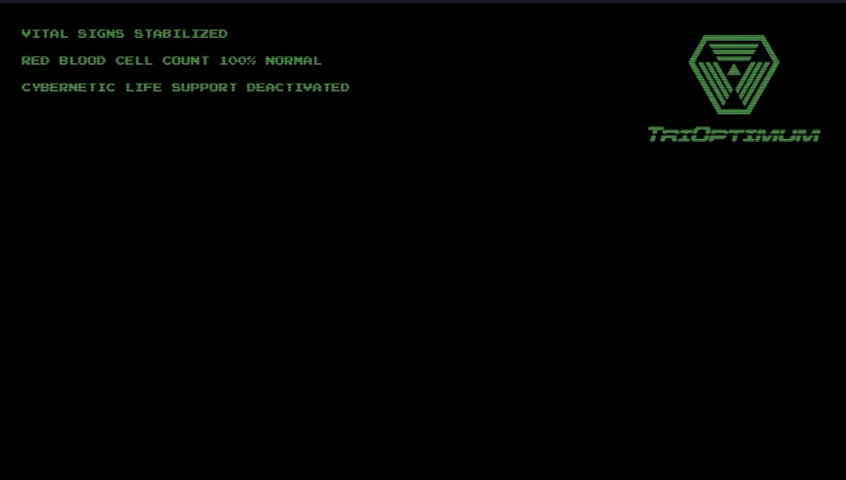 VITAL SIGNS STABILIZED
RED BLOOD CELL COUNT 100% NORMAL
CYBERNETIC LIFE SUPPORT DEACTIVATED
TRIOPTIMUM